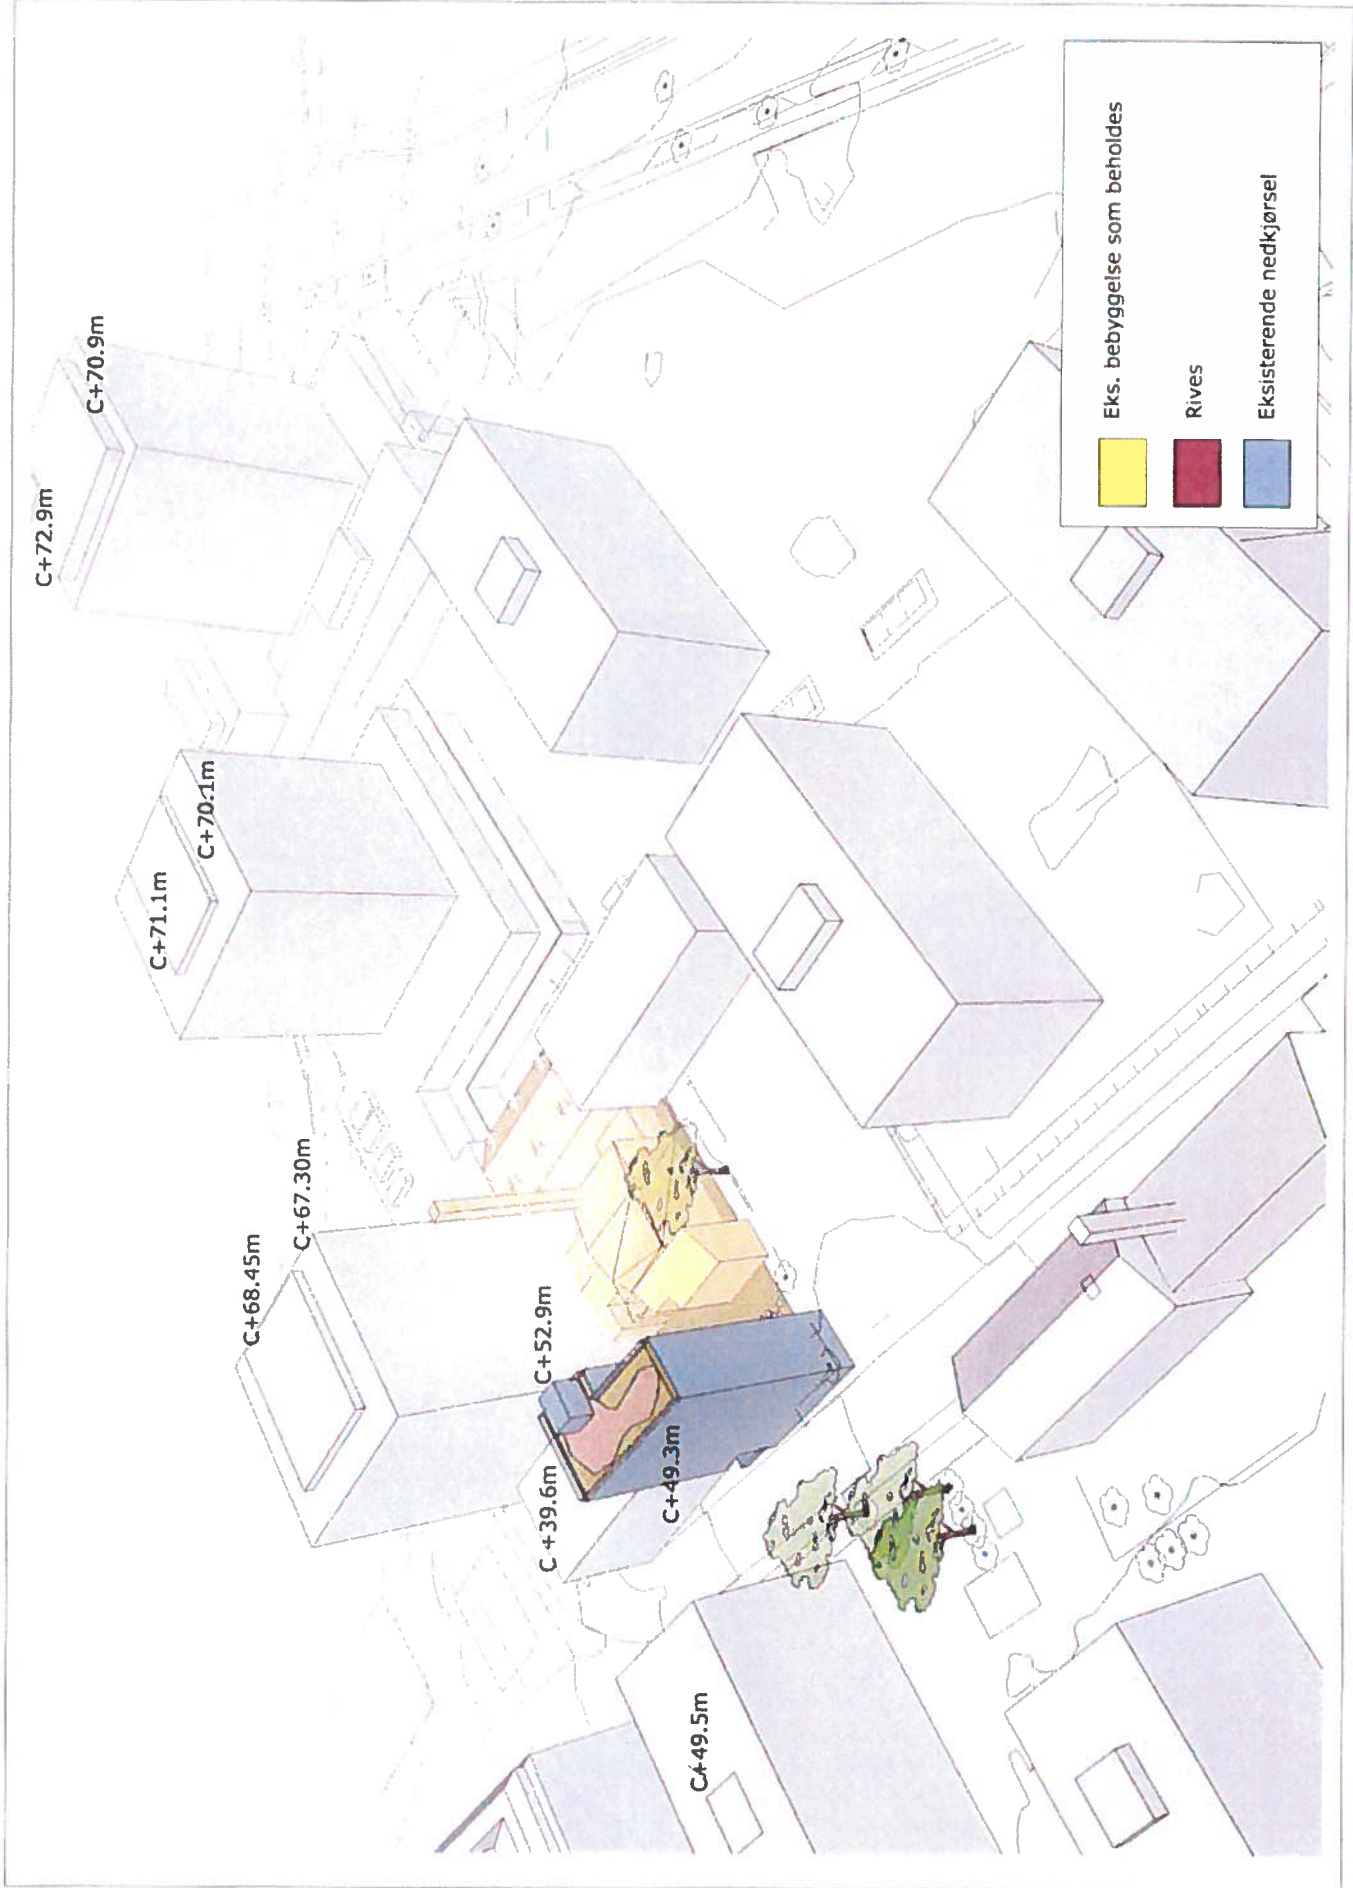 C+72.9m
C+70.9m
C+71.1m
C+70.1m
C+68.45m
C+67.30m
C+52.9m
C+39.6m
C+49.3m
C+49.5m
Eks. bebyggelse som beholdes
Rives
Eksisterende nedkjørsel